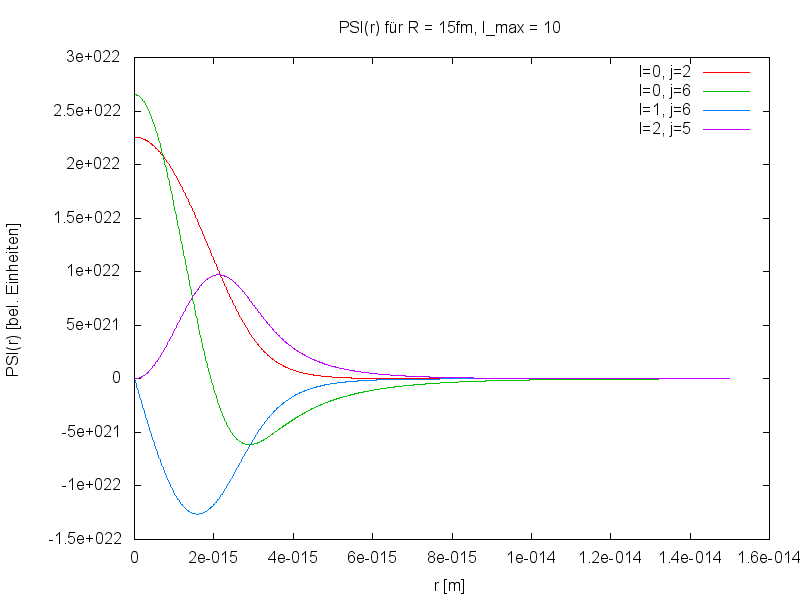 PSI(r) für R = 15fm, l_max = 10
l=0, j=2
l=0, j=6
l=1, j=6
l=2, j=5
3e+022
2.5e+022
2e+022
1.5e+022
1e+022
5e+021
0
-5e+021
-1e+022
-1.5e+022
PSI(r) [bel. Einheiten]
0 2e-015 4e-015 6e-015 8e-015 1e-014 1.2e-014 1.4e-014 1.6e-014
r [m]